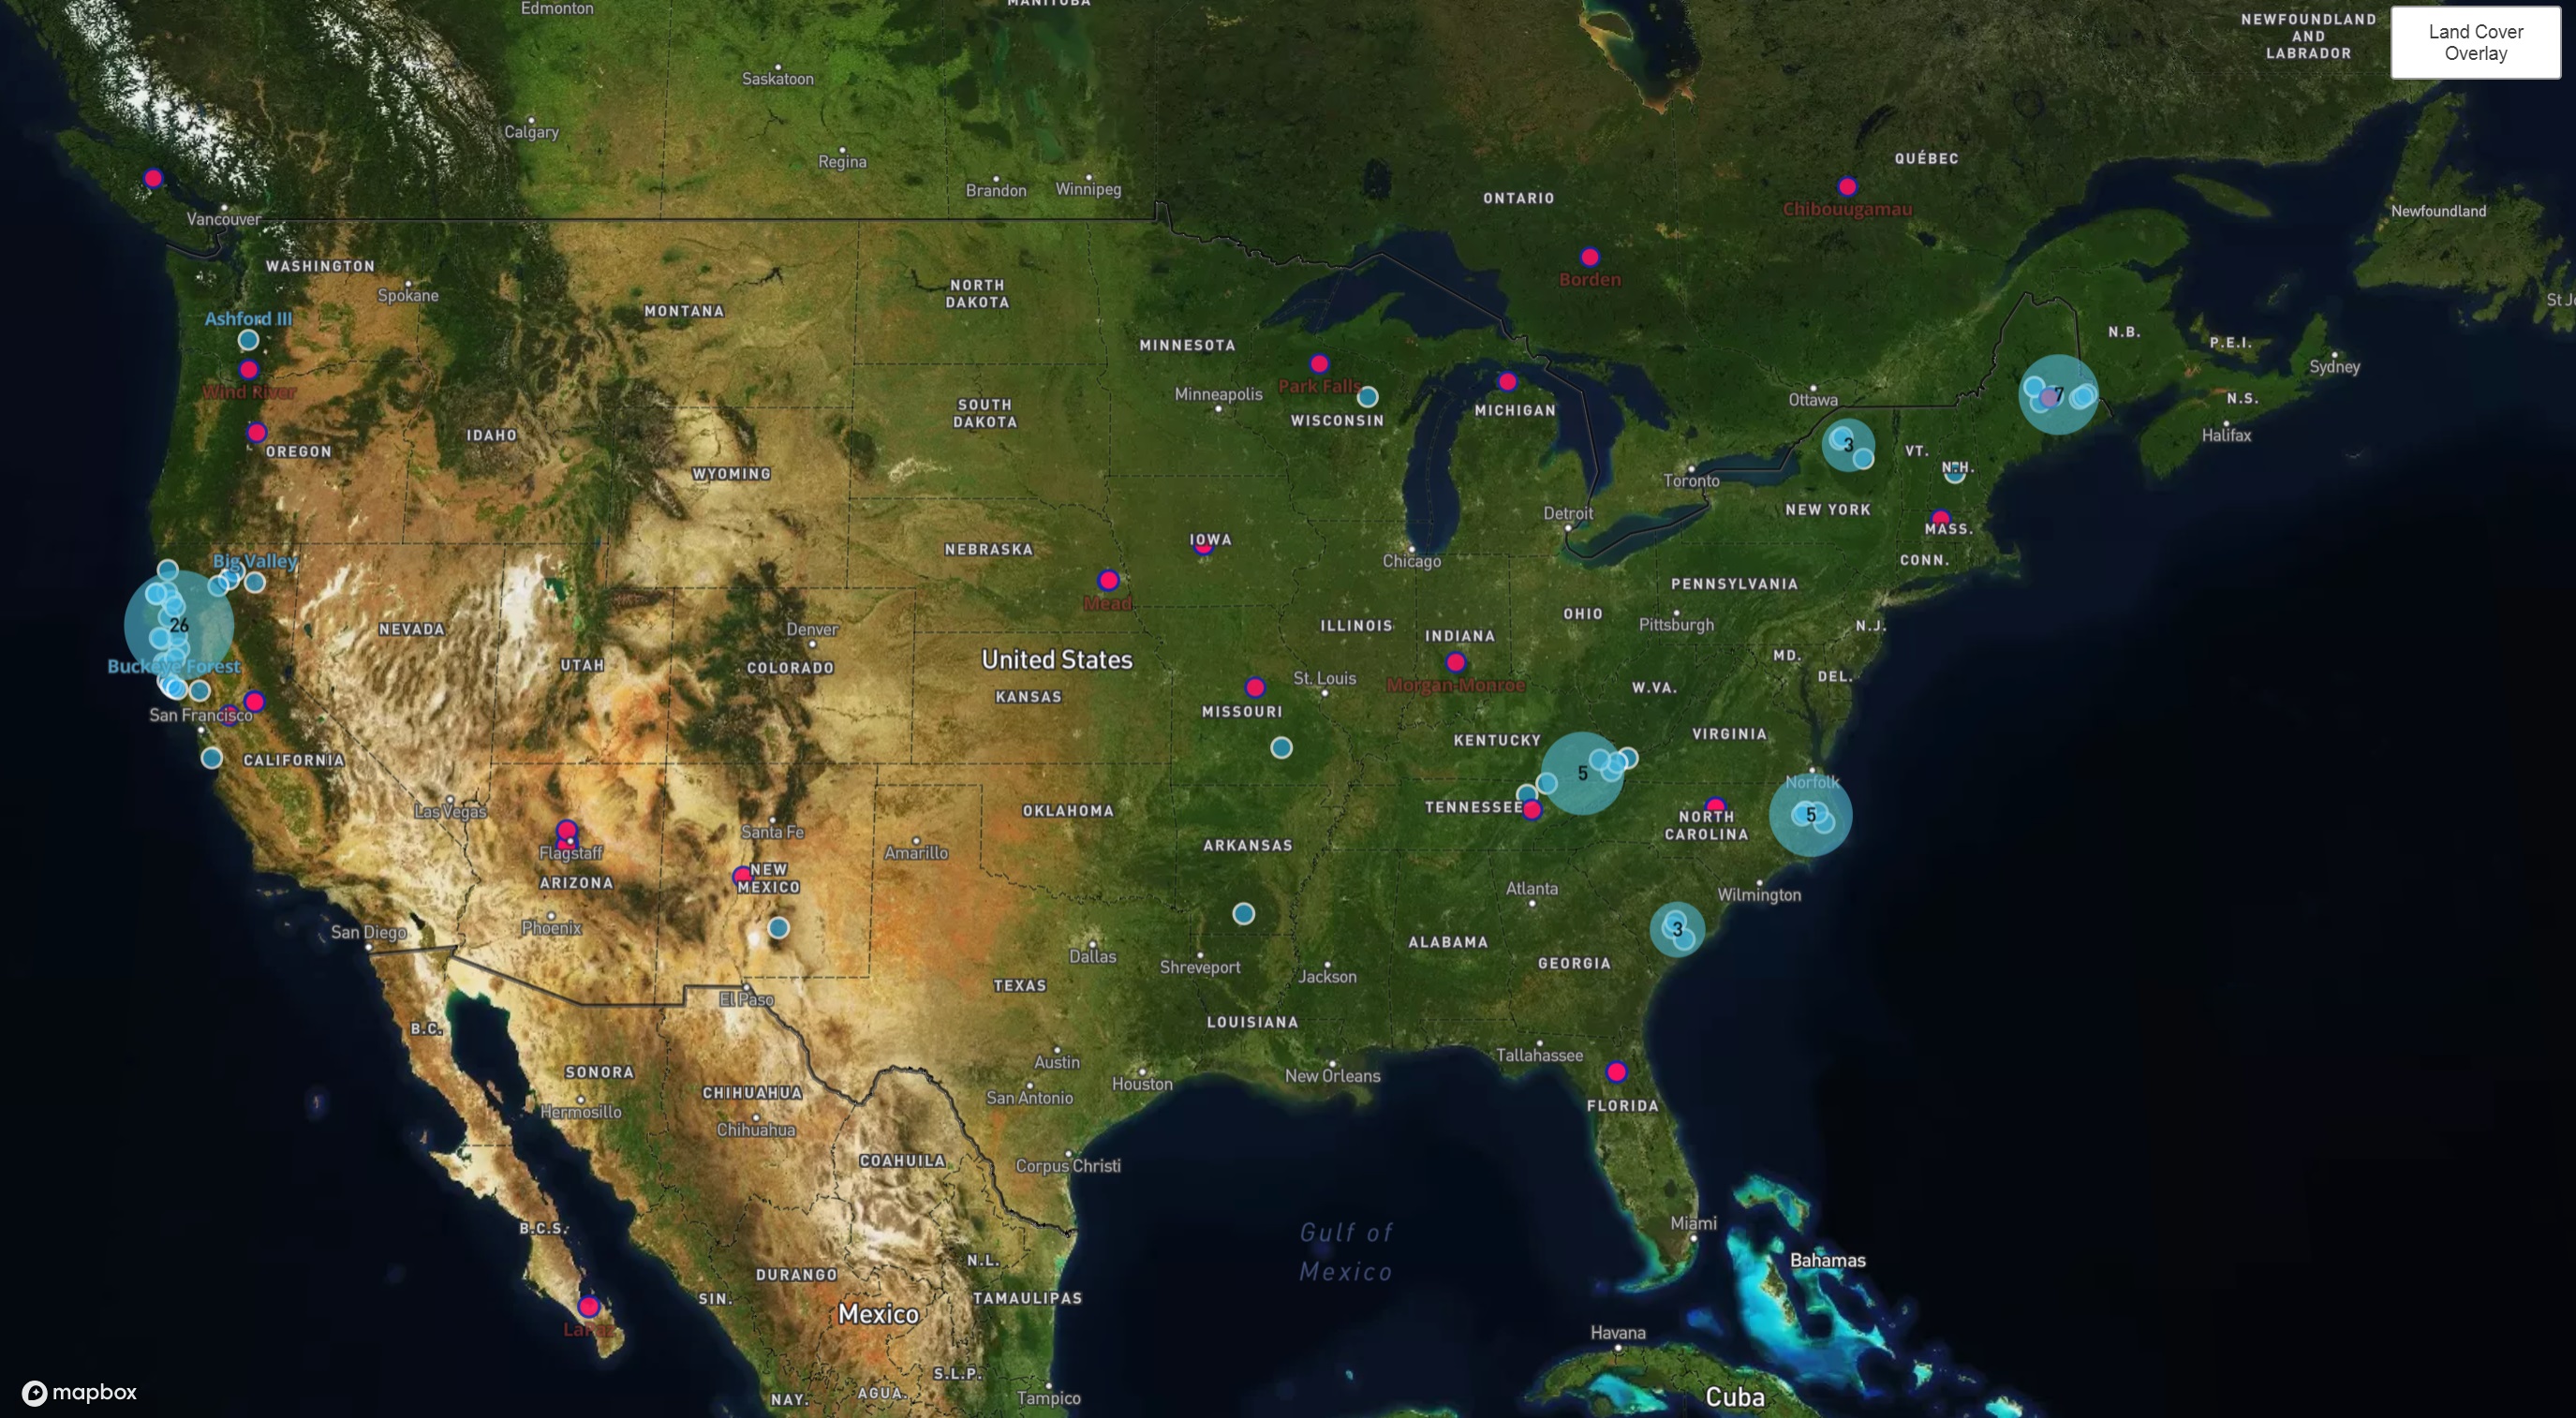 Edmonton
MANITOBA
NEWFOUNDLAND
AND
LABRADOR
Land Cover
Overlay
Saskatoon
Calgary
Regina
Brandon
Winnipeg
QUÉBEC
ONTARIO
Chibougamau
Newfoundland
Vancouver
WASHINGTON
Spokane
Borden
NORTH
DAKOTA
MONTANA
St Jo
Ashford III
MINNESOTA
N.B.
P.E.I.
Sydney
Wind River
Park Falls
Minneapolis
7
Ottawa
N.S.
SOUTH
DAKOTA
WISCONSIN
MICHIGAN
Halifax
IDAHO
OREGON
3
VT.
N.H.
WYOMING
Toronto
NEW YORK
Detroit
MASS.
IOWA
NEBRASKA
Chicago
CONN.
Big Valley
PENNSYLVANIA
Mead
OHIO
26
NEVADA
Denver
ILLINOIS
INDIANA
Pittsburgh
N.J.
United States
MD.
Buckeye Forest
UTAH
COLORADO
DEL.
St. Louis
Morgan-Monroe
W.VA.
KANSAS
San Francisco
MISSOURI
VIRGINIA
KENTUCKY
CALIFORNIA
5
Norfolk
Las Vegas
OKLAHOMA
TENNESSEE
5
NORTH
CAROLINA
Santa Fe
Flagstaff
Amarillo
ARKANSAS
NEW
MEXICO
ARIZONA
Atlanta
Wilmington
Phoenix
San Diego
3
ALABAMA
Dallas
Shreveport
GEORGIA
Jackson
TEXAS
El Paso
LOUISIANA
B.C.
Tallahassee
Austin
SONORA
Houston
New Orleans
CHIHUAHUA
San Antonio
Hermosillo
FLORIDA
Chihuahua
COAHUILA
Corpus Christi
Miami
B.C.S.
Gulf of
Mexico
N.L.
Bahamas
DURANGO
SIN.
TAMAULIPAS
Mexico
LaPaz
Havana
S.L.P.
mapbox
NAY.
AGUA.
Tampico
Cuba